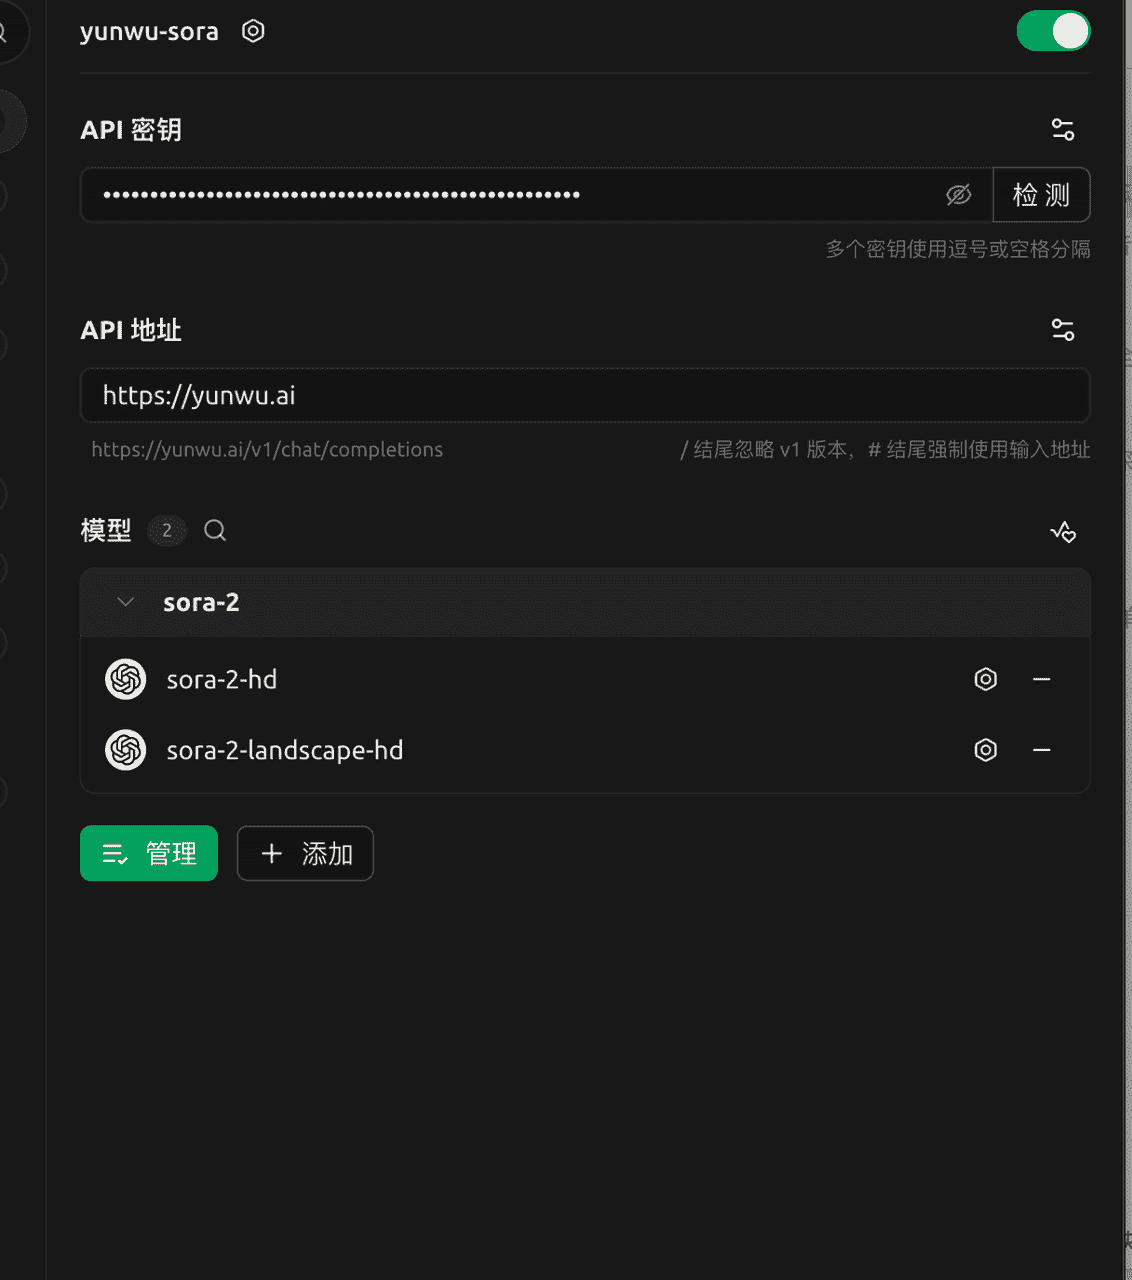 yunwu-sora
API 密钥
••••••••••••••••••••••••••••••••••••••••••••••••••• 检测
多个密钥使用逗号或空格分隔
API 地址
https://yunwu.ai
https://yunwu.ai/v1/chat/completions / 结尾忽略 v1 版本，# 结尾强制使用输入地址
模型 2
sora-2
sora-2-hd
sora-2-landscape-hd
管理 添加